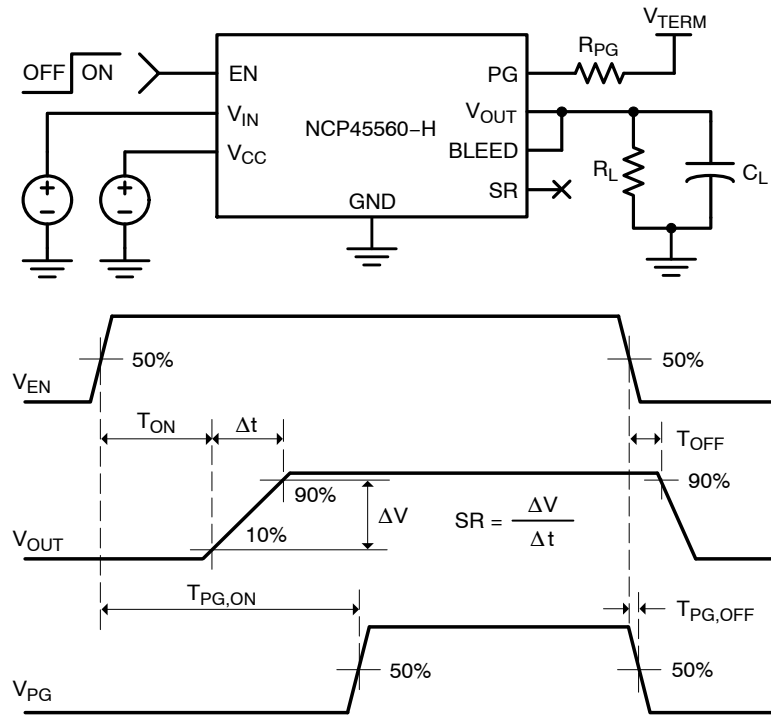 V_TERM
R_PG
OFF ON
EN
PG
V_IN
V_OUT
NCP45560−H
V_CC
BLEED
R_L
C_L
SR
GND
+
−
+
−
50%
50%
V_EN
T_ON
Δt
T_OFF
90%
90%
ΔV
SR = ΔV / Δt
10%
V_OUT
T_PG,ON
T_PG,OFF
50%
50%
V_PG